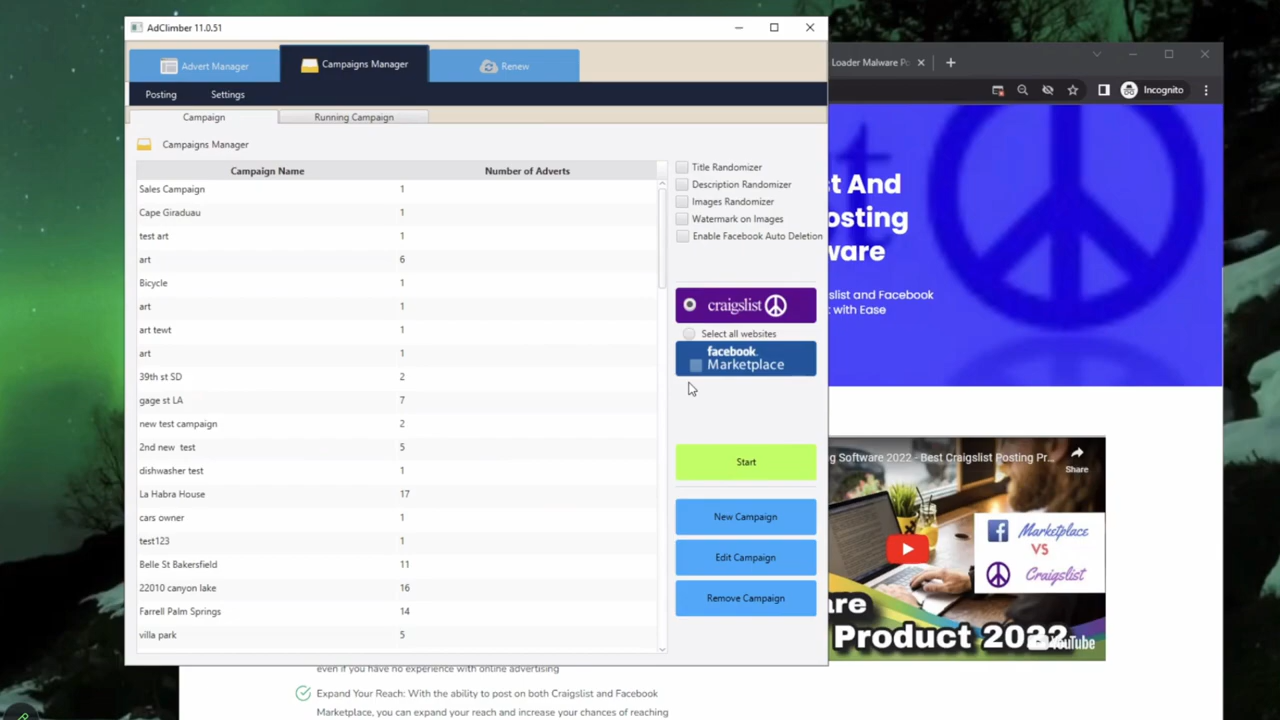 AdClimber 11.0.51
Advert Manager
Campaigns Manager
Renew
Posting
Settings
Campaign
Running Campaign
Campaigns Manager
Campaign Name
Number of Adverts
Sales Campaign 1
Cape Giraduau 1
test art 1
art 6
Bicycle 1
art 1
art tewt 1
art 1
39th st SD 2
gage st LA 7
new test campaign 2
2nd new test 5
dishwasher test 1
La Habra House 17
cars owner 1
test123 1
Belle St Bakersfield 11
22010 canyon lake 16
Farrell Palm Springs 14
villa park 5
Title Randomizer
Description Randomizer
Images Randomizer
Watermark on Images
Enable Facebook Auto Deletion
craigslist
Select all websites
facebook.
Marketplace
Start
New Campaign
Edit Campaign
Remove Campaign
Loader Malware Po
Incognito
t
st And
osting
ware
gslist and Facebook
t with Ease
g Software 2022 - Best Craigslist Posting Pr...
Share
Marketplace
VS
Craigslist
are
Product 2022
YouTube
even if you have no experience with online advertising
Expand Your Reach: With the ability to post on both Craigslist and Facebook
Marketplace, you can expand your reach and increase your chances of reaching